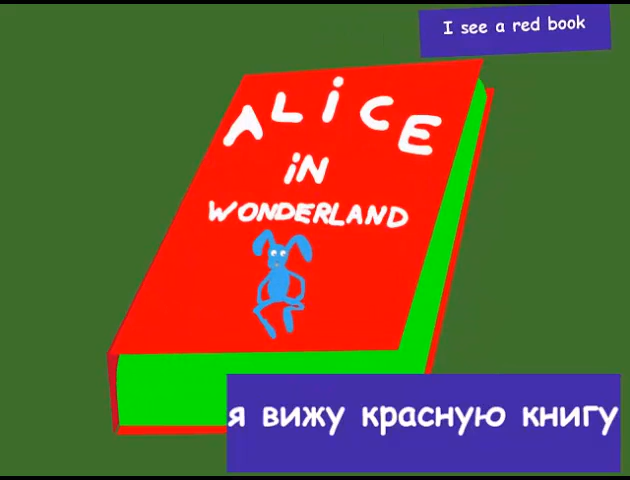 I see a red book
ALiCE
iN
WONDERLAND
я вижу красную книгу